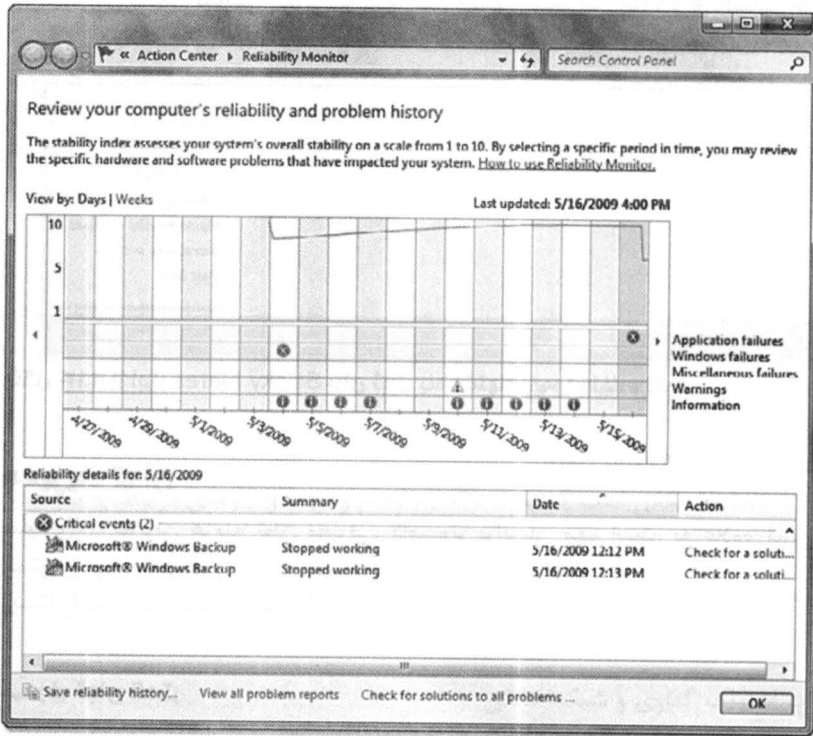 « Action Center ▸ Reliability Monitor
Search Control Panel
Review your computer's reliability and problem history
The stability index assesses your system's overall stability on a scale from 1 to 10. By selecting a specific period in time, you may review
the specific hardware and software problems that have impacted your system. How to use Reliability Monitor.
View by: Days | Weeks
Last updated: 5/16/2009 4:00 PM
10
5
1
Application failures
Windows failures
Miscellaneous failures
Warnings
Information
4/27/2009 4/29/2009 5/1/2009 5/3/2009 5/5/2009 5/7/2009 5/9/2009 5/11/2009 5/13/2009 5/15/2009
Reliability details for: 5/16/2009
Source Summary Date Action
Critical events (2)
Microsoft® Windows Backup Stopped working 5/16/2009 12:12 PM Check for a soluti...
Microsoft® Windows Backup Stopped working 5/16/2009 12:13 PM Check for a soluti...
Save reliability history... View all problem reports Check for solutions to all problems ...
OK